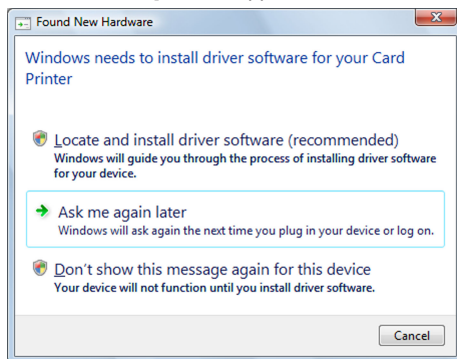 Found New Hardware
Windows needs to install driver software for your Card
Printer
Locate and install driver software (recommended)
Windows will guide you through the process of installing driver software
for your device.
Ask me again later
Windows will ask again the next time you plug in your device or log on.
Don't show this message again for this device
Your device will not function until you install driver software.
Cancel